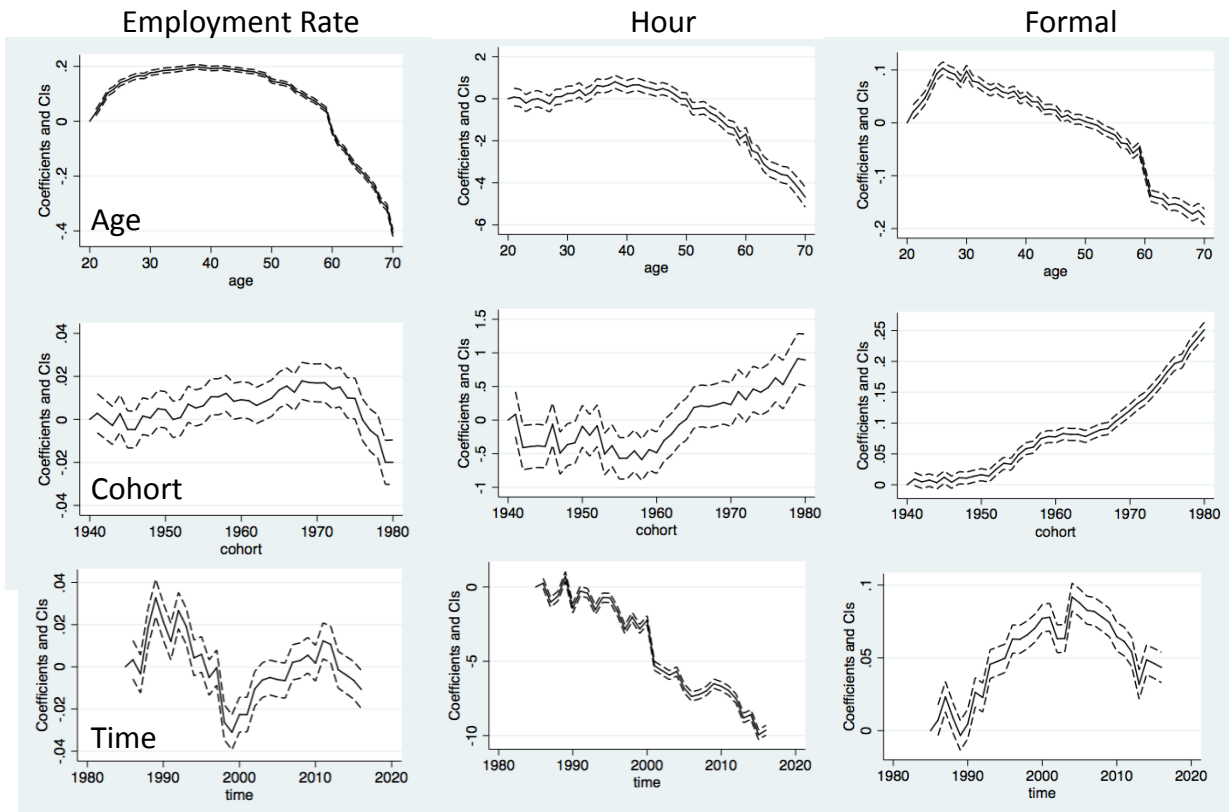 Employment Rate Hour Formal
Coefficients and CIs
.2
0
-.2
-.4
20 30 40 50 60 70
age
Age
Coefficients and CIs
2
0
-2
-4
-6
20 30 40 50 60 70
age
Coefficients and CIs
.1
0
-.1
-.2
20 30 40 50 60 70
age
Coefficients and CIs
.04
.02
0
-.02
-.04
1940 1950 1960 1970 1980
cohort
Cohort
Coefficients and CIs
1.5
1
.5
0
-.5
-1
1940 1950 1960 1970 1980
cohort
Coefficients and CIs
.25
.2
.15
.1
.05
0
1940 1950 1960 1970 1980
cohort
Coefficients and CIs
.04
.02
0
-.02
-.04
1980 1990 2000 2010 2020
time
Time
Coefficients and CIs
0
-5
-10
1980 1990 2000 2010 2020
time
Coefficients and CIs
.1
.05
0
1980 1990 2000 2010 2020
time